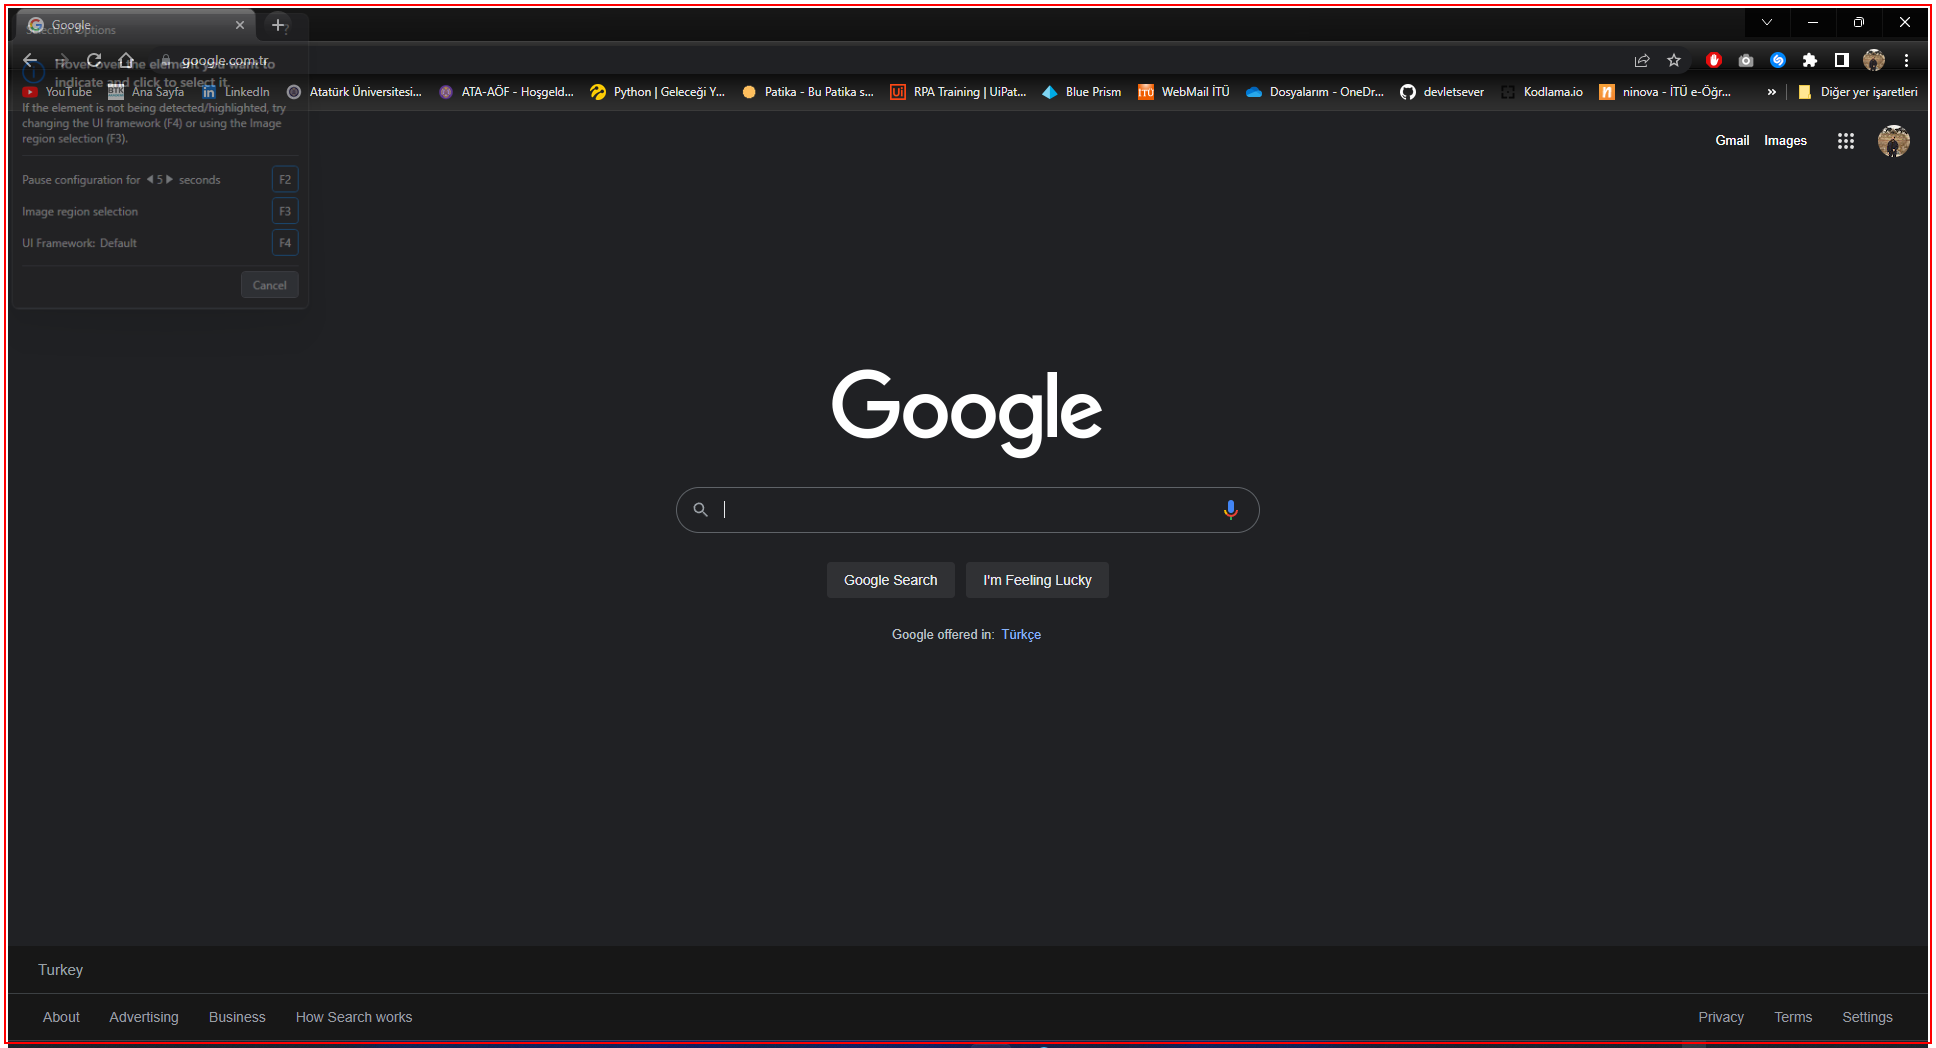 Google
Selection Options
?
google.com.tr
Hover over the element you want to
indicate and click to select it.
YouTube Ana Sayfa LinkedIn Atatürk Üniversitesi... ATA-AÖF - Hoşgeld... Python | Geleceği Y... Patika - Bu Patika s... RPA Training | UiPat... Blue Prism WebMail İTÜ Dosyalarım - OneDr... devletsever Kodlama.io ninova - İTÜ e-Öğr... » Diğer yer işaretleri
If the element is not being detected/highlighted, try
changing the UI framework (F4) or using the Image
region selection (F3).
Gmail Images
Pause configuration for 5 seconds F2
Image region selection F3
UI Framework: Default F4
Cancel
Google
Google Search I'm Feeling Lucky
Google offered in: Türkçe
Turkey
About Advertising Business How Search works Privacy Terms Settings